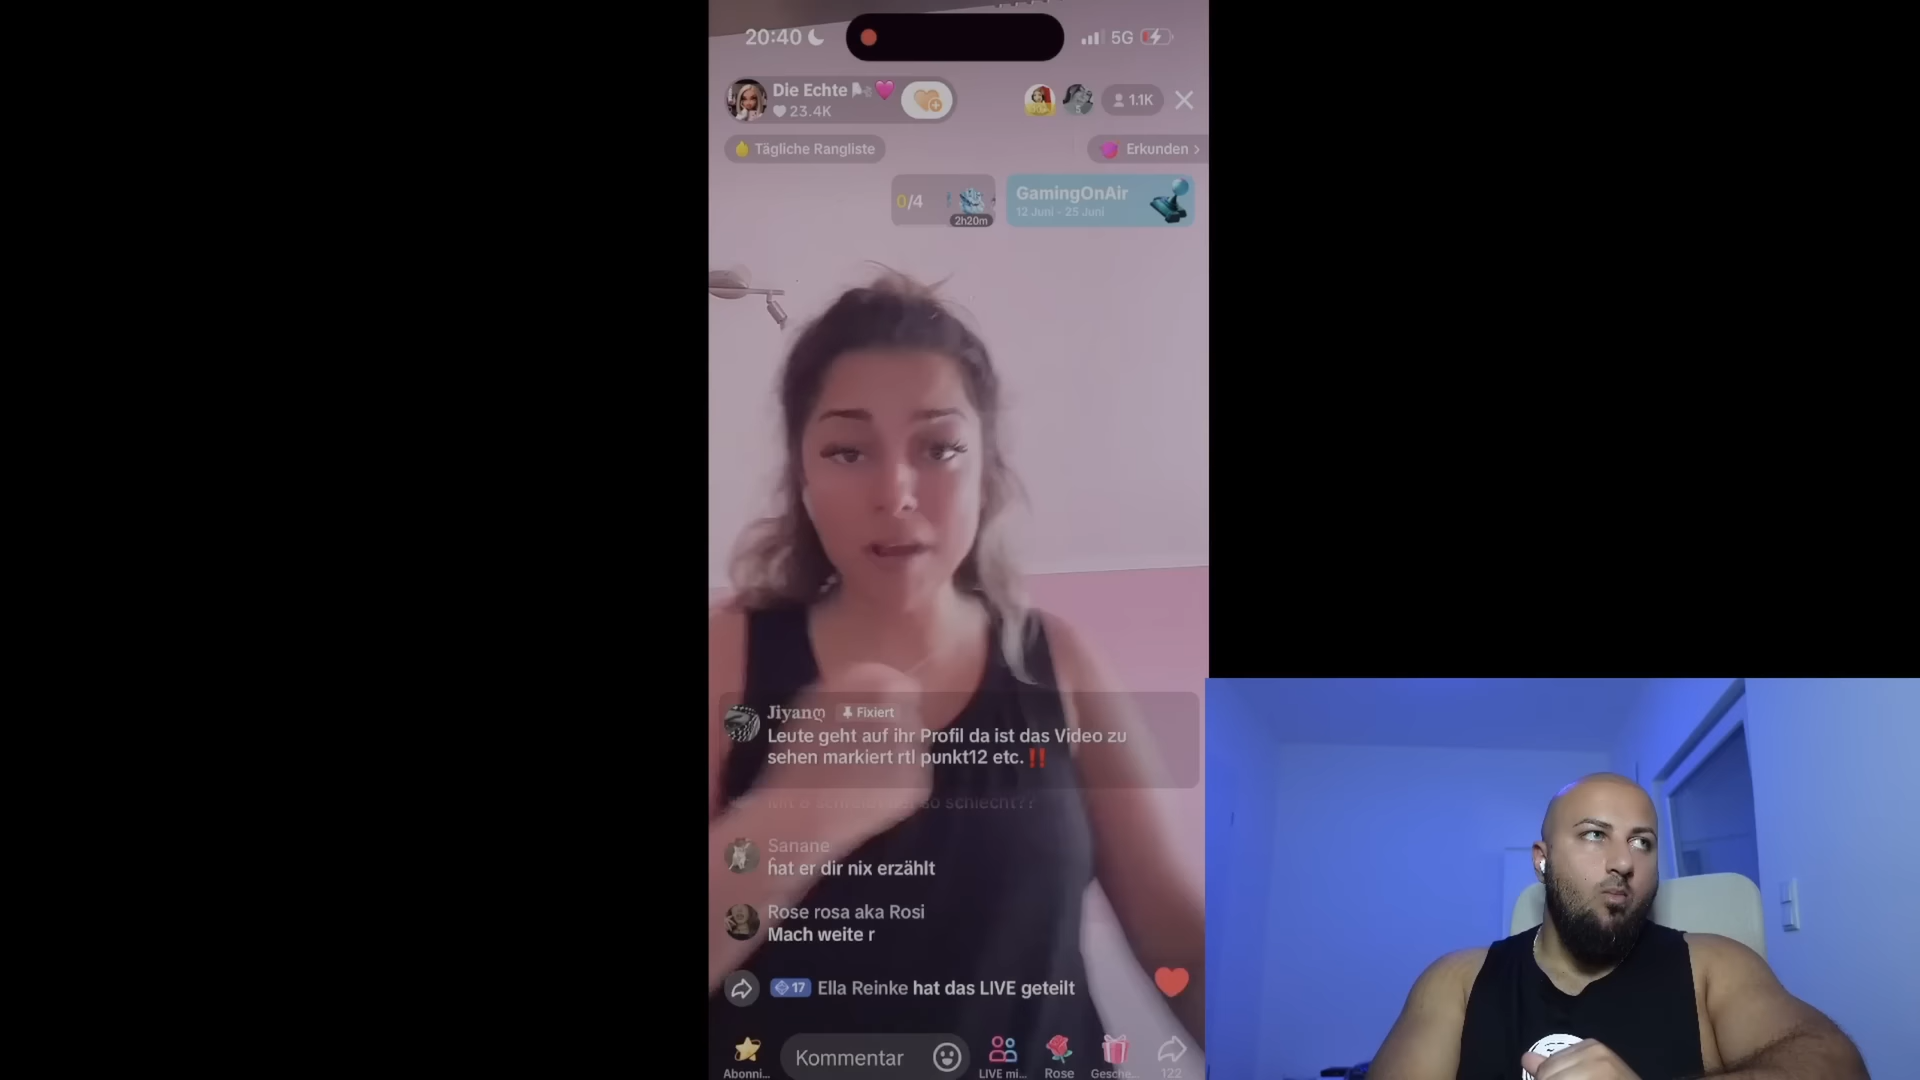 20:40
5G
Die Echte
23.4K
1.1K
Tägliche Rangliste
Erkunden >
0/4
2h20m
GamingOnAir
12 Juni - 25 Juni
Jiyanღ Fixiert
Leute geht auf ihr Profil da ist das Video zu
sehen markiert rtl punkt12 etc.‼️
so schlecht??
Sanane
hat er dir nix erzählt
Rose rosa aka Rosi
Mach weite r
17 Ella Reinke hat das LIVE geteilt
Kommentar
Abonni... LIVE mi... Rose Gesche... 122